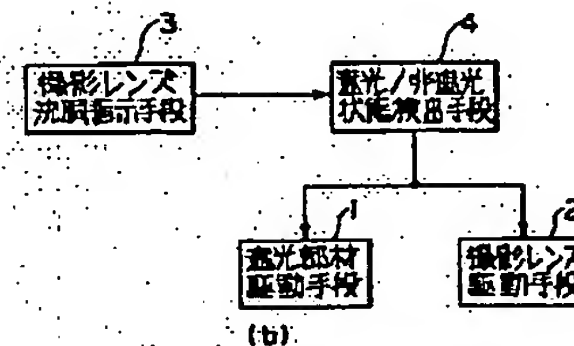 3
4
撮影レンズ
沈胴指示手段
遮光/非遮光
状態検出手段
1
2
遮光部材
駆動手段
撮影レンズ
駆動手段
(b)